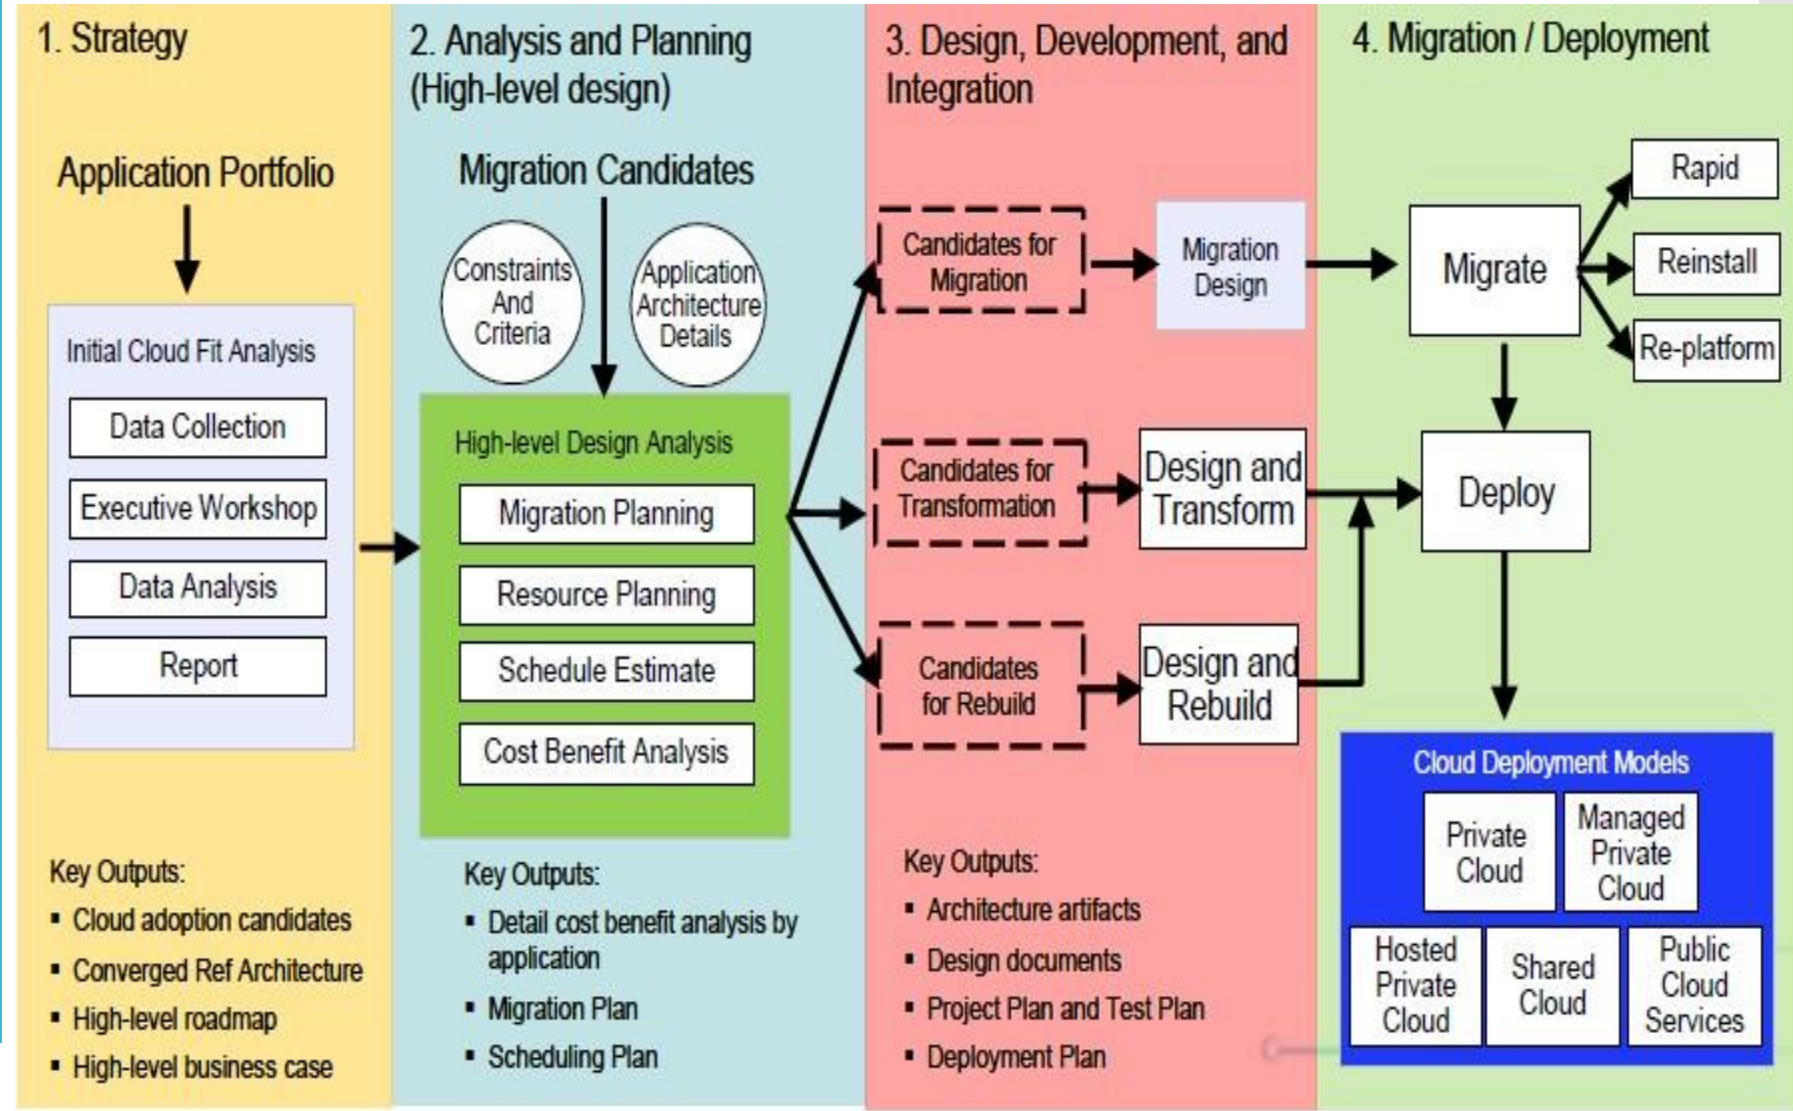 1. Strategy
Application Portfolio
Initial Cloud Fit Analysis
Data Collection
Executive Workshop
Data Analysis
Report
Key Outputs:
▪ Cloud adoption candidates
▪ Converged Ref Architecture
▪ High-level roadmap
▪ High-level business case
2. Analysis and Planning
(High-level design)
Migration Candidates
Constraints
And
Criteria
Application
Architecture
Details
High-level Design Analysis
Migration Planning
Resource Planning
Schedule Estimate
Cost Benefit Analysis
Key Outputs:
▪ Detail cost benefit analysis by
application
▪ Migration Plan
▪ Scheduling Plan
3. Design, Development, and
Integration
Candidates for
Migration
Migration
Design
Candidates for
Transformation
Design and
Transform
Candidates
for Rebuild
Design and
Rebuild
Key Outputs:
▪ Architecture artifacts
▪ Design documents
▪ Project Plan and Test Plan
▪ Deployment Plan
4. Migration / Deployment
Migrate
Rapid
Reinstall
Re-platform
Deploy
Cloud Deployment Models
Private
Cloud
Managed
Private
Cloud
Hosted
Private
Cloud
Shared
Cloud
Public
Cloud
Services